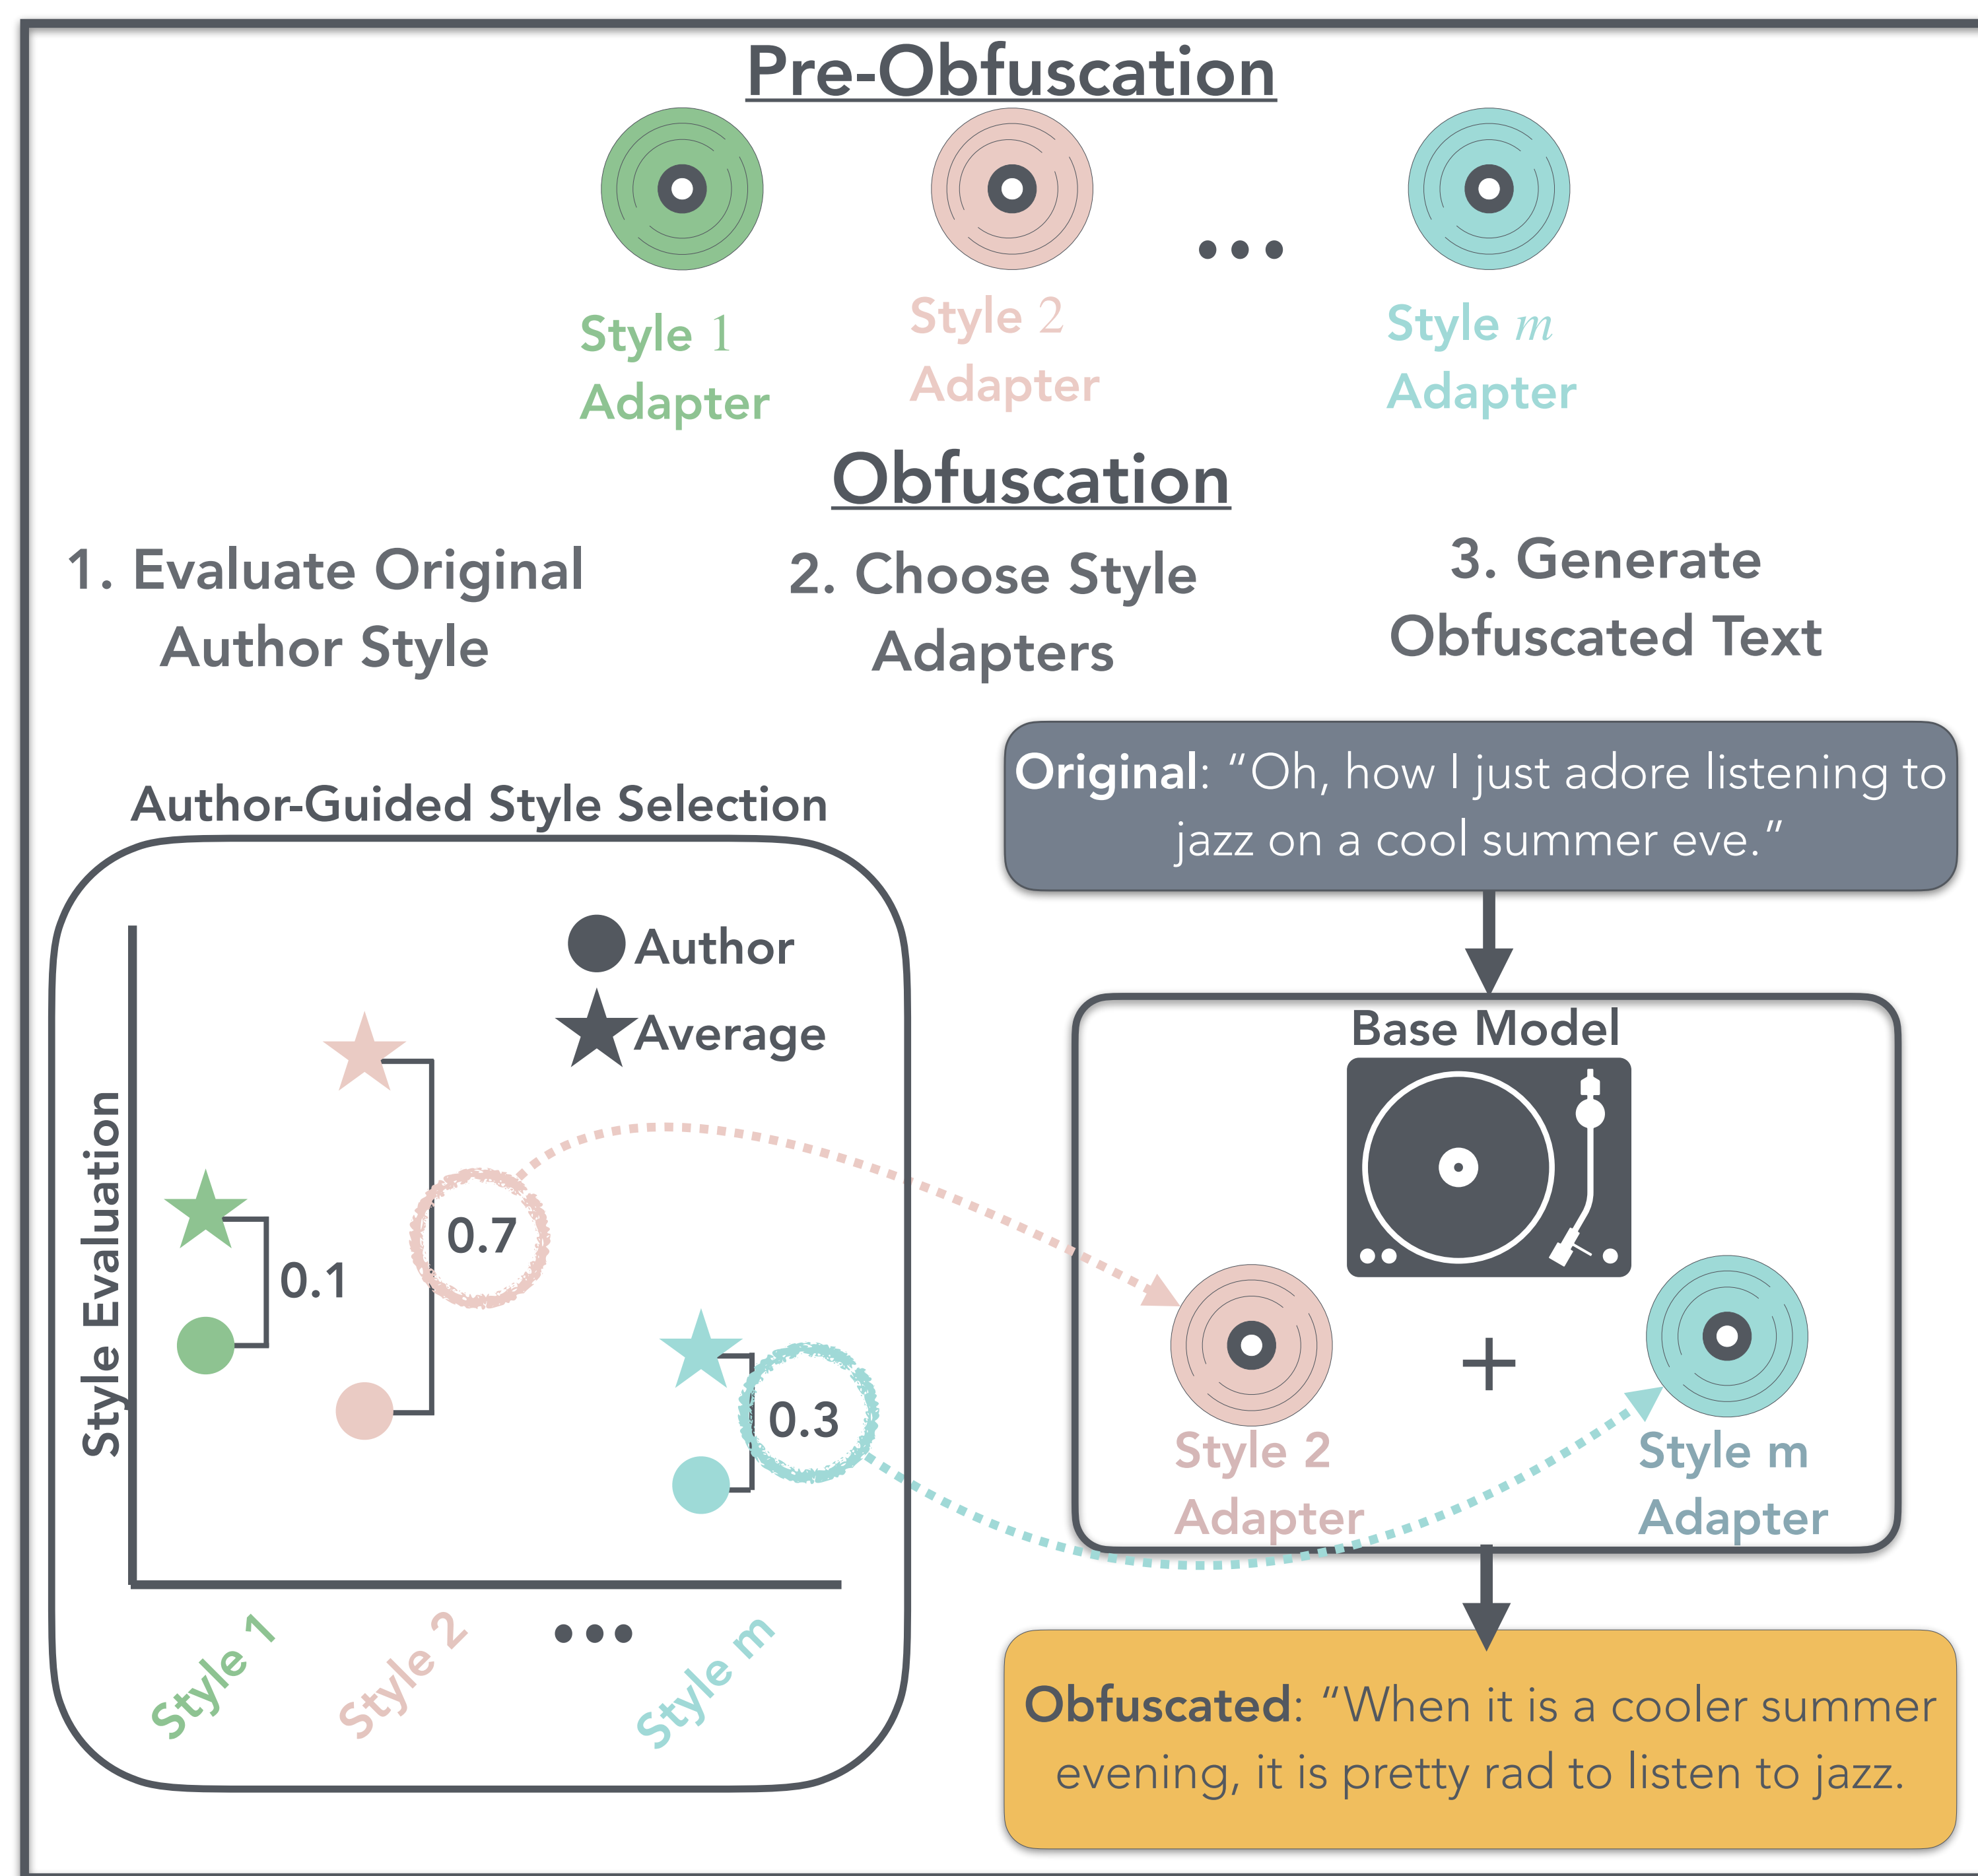 Pre-Obfuscation
Style 1
Adapter
Style 2
Adapter
Style m
Adapter
Obfuscation
1. Evaluate Original
Author Style
2. Choose Style
Adapters
3. Generate
Obfuscated Text
Author-Guided Style Selection
Author
Average
Style Evaluation
0.1
0.7
0.3
Style 1
Style 2
•••
Style m
Original: “Oh, how I just adore listening to
jazz on a cool summer eve.”
Base Model
+
Style 2
Adapter
Style m
Adapter
Obfuscated: “When it is a cooler summer
evening, it is pretty rad to listen to jazz.